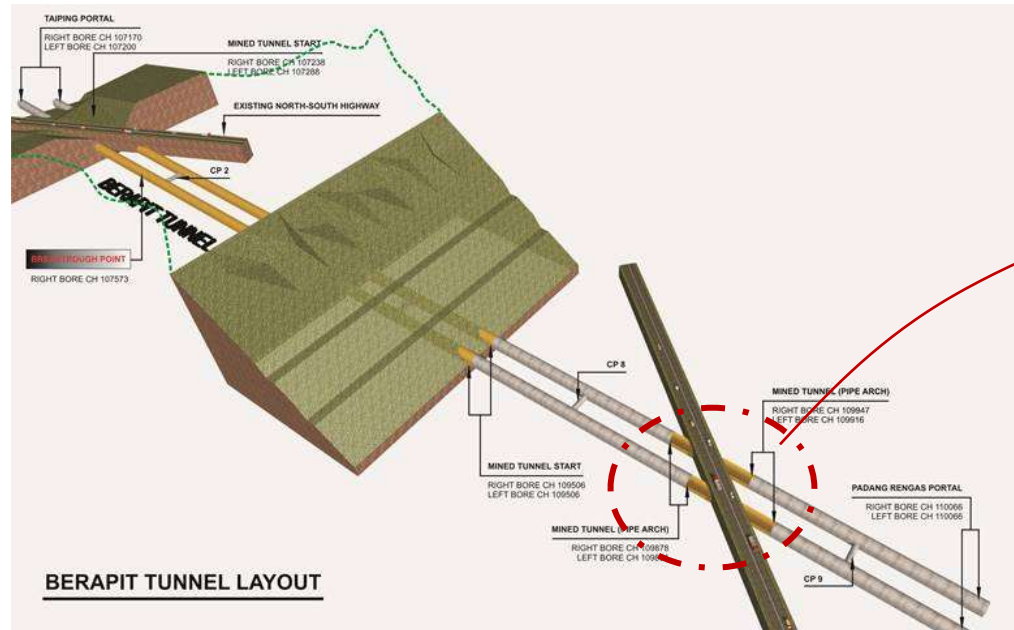 TAIPING PORTAL
RIGHT BORE CH 107170
LEFT BORE CH 107200
MINED TUNNEL START
RIGHT BORE CH 107238
LEFT BORE CH 107288
EXISTING NORTH-SOUTH HIGHWAY
CP 2
BERAPIT TUNNEL
BREAKTROUGH POINT
RIGHT BORE CH 107573
CP 8
MINED TUNNEL (PIPE ARCH)
RIGHT BORE CH 109947
LEFT BORE CH 109916
MINED TUNNEL START
RIGHT BORE CH 109506
LEFT BORE CH 109506
PADANG RENGAS PORTAL
RIGHT BORE CH 110066
LEFT BORE CH 110066
MINED TUNNEL (PIPE ARCH)
RIGHT BORE CH 109878
LEFT BORE CH
CP 9
BERAPIT TUNNEL LAYOUT